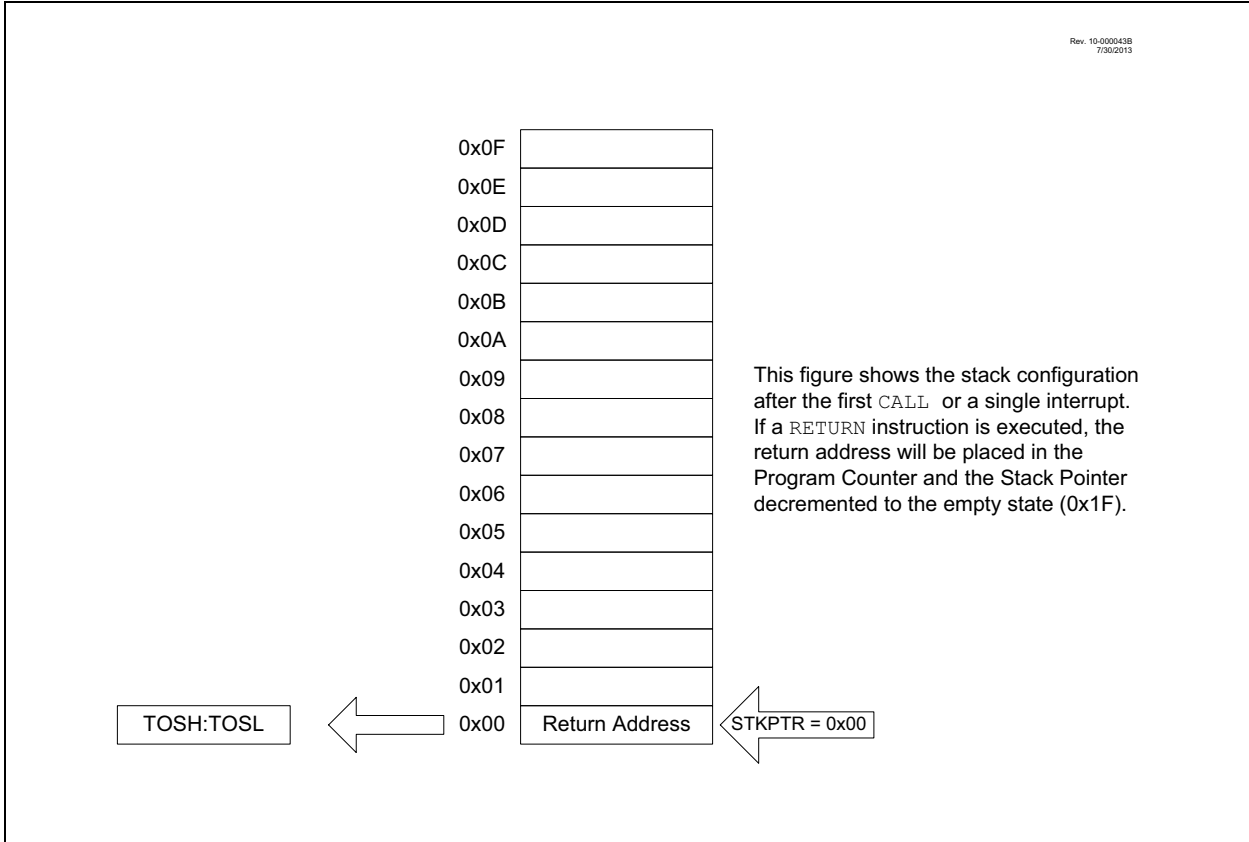 Rev. 10-000043B
7/30/2013
0x0F
0x0E
0x0D
0x0C
0x0B
0x0A
0x09
0x08
0x07
0x06
0x05
0x04
0x03
0x02
0x01
This figure shows the stack configuration
after the first CALL or a single interrupt.
If a RETURN instruction is executed, the
return address will be placed in the
Program Counter and the Stack Pointer
decremented to the empty state (0x1F).
TOSH:TOSL
0x00
Return Address
STKPTR = 0x00